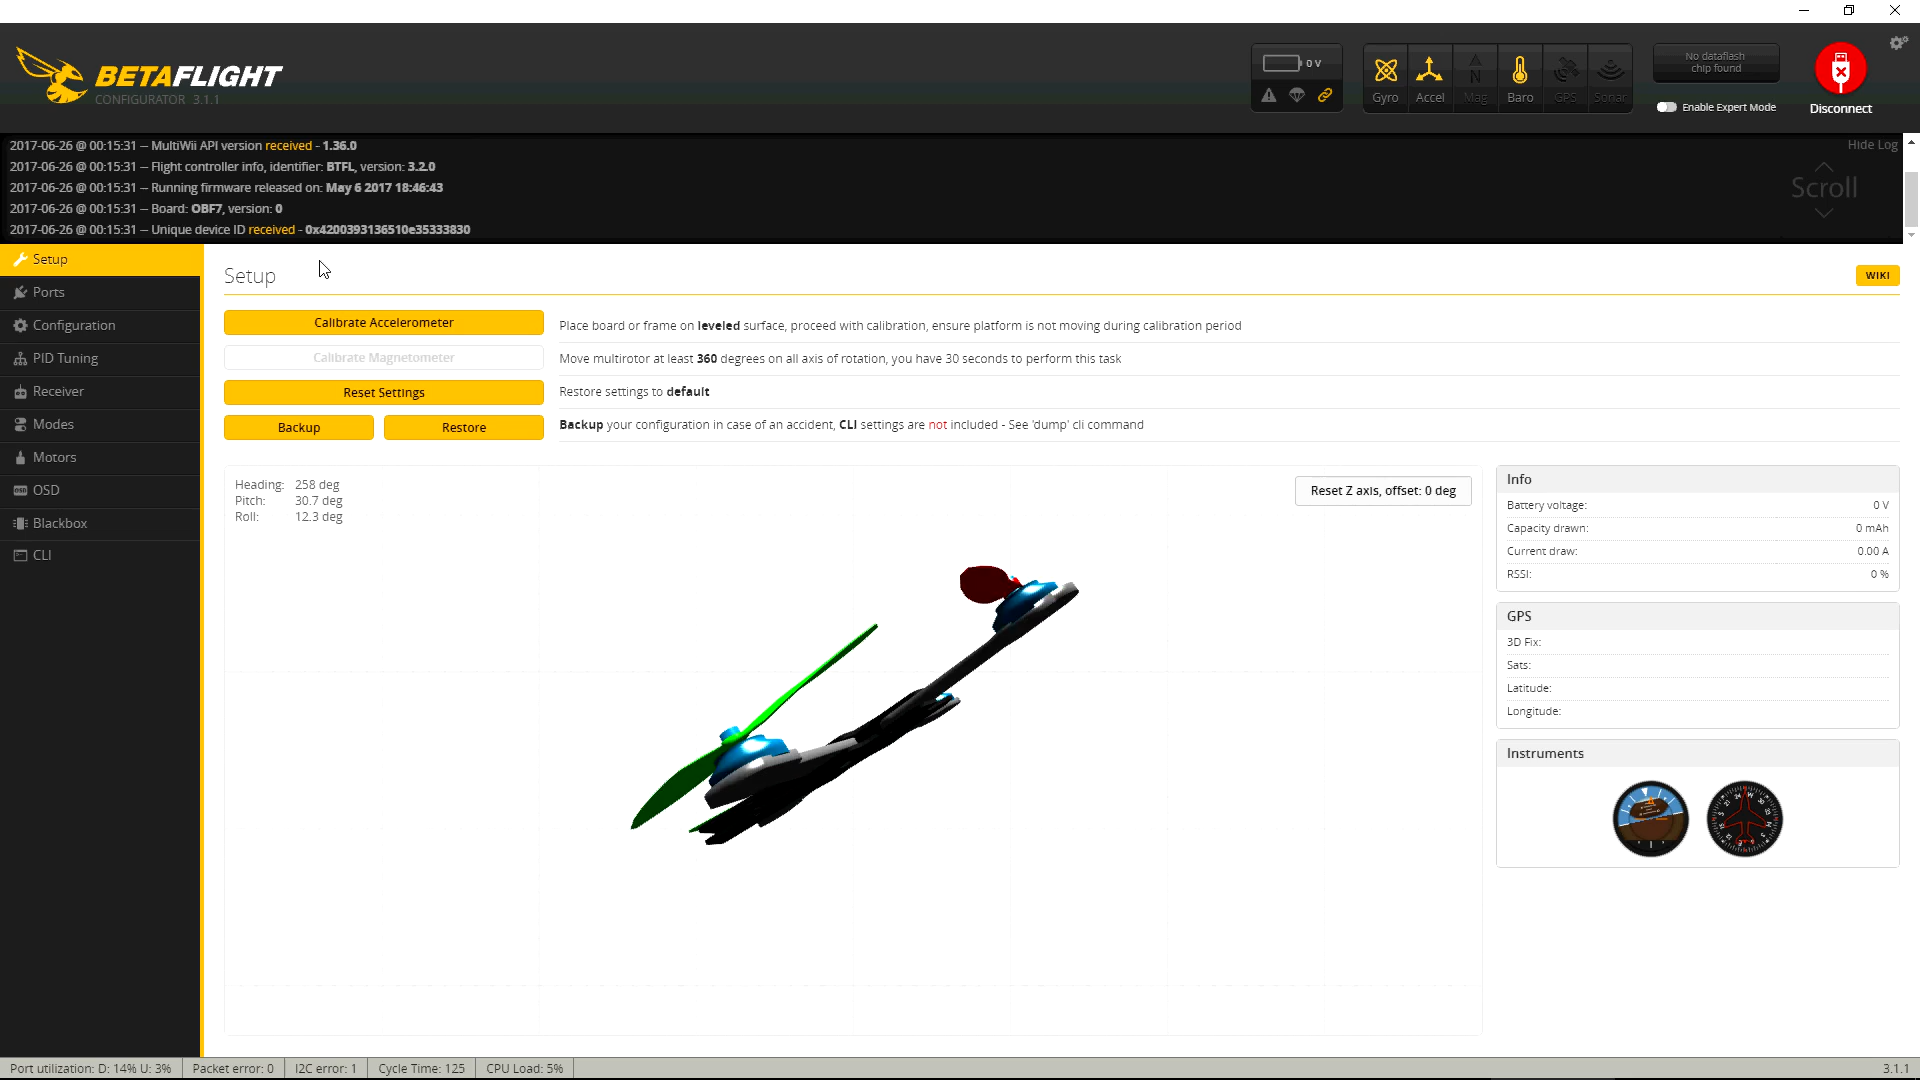 BETAFLIGHT
CONFIGURATOR 3.1.1
0 V
Gyro
Accel
Mag
Baro
GPS
Sonar
No dataflash
chip found
Enable Expert Mode
Disconnect
2017-06-26 @ 00:15:31 -- MultiWii API version received - 1.36.0
2017-06-26 @ 00:15:31 -- Flight controller info, identifier: BTFL, version: 3.2.0
2017-06-26 @ 00:15:31 -- Running firmware released on: May 6 2017 18:46:43
2017-06-26 @ 00:15:31 -- Board: OBF7, version: 0
2017-06-26 @ 00:15:31 -- Unique device ID received - 0x4200393136510e35333830
Hide Log
Scroll
Setup
Ports
Configuration
PID Tuning
Receiver
Modes
Motors
OSD
Blackbox
CLI
Setup
WIKI
Calibrate Accelerometer
Place board or frame on leveled surface, proceed with calibration, ensure platform is not moving during calibration period
Calibrate Magnetometer
Move multirotor at least 360 degrees on all axis of rotation, you have 30 seconds to perform this task
Reset Settings
Restore settings to default
Backup
Restore
Backup your configuration in case of an accident, CLI settings are not included - See 'dump' cli command
Heading: 258 deg
Pitch: 30.7 deg
Roll: 12.3 deg
Reset Z axis, offset: 0 deg
Info
Battery voltage: 0 V
Capacity drawn: 0 mAh
Current draw: 0.00 A
RSSI: 0 %
GPS
3D Fix:
Sats:
Latitude:
Longitude:
Instruments
Port utilization: D: 14% U: 3%
Packet error: 0
I2C error: 1
Cycle Time: 125
CPU Load: 5%
3.1.1